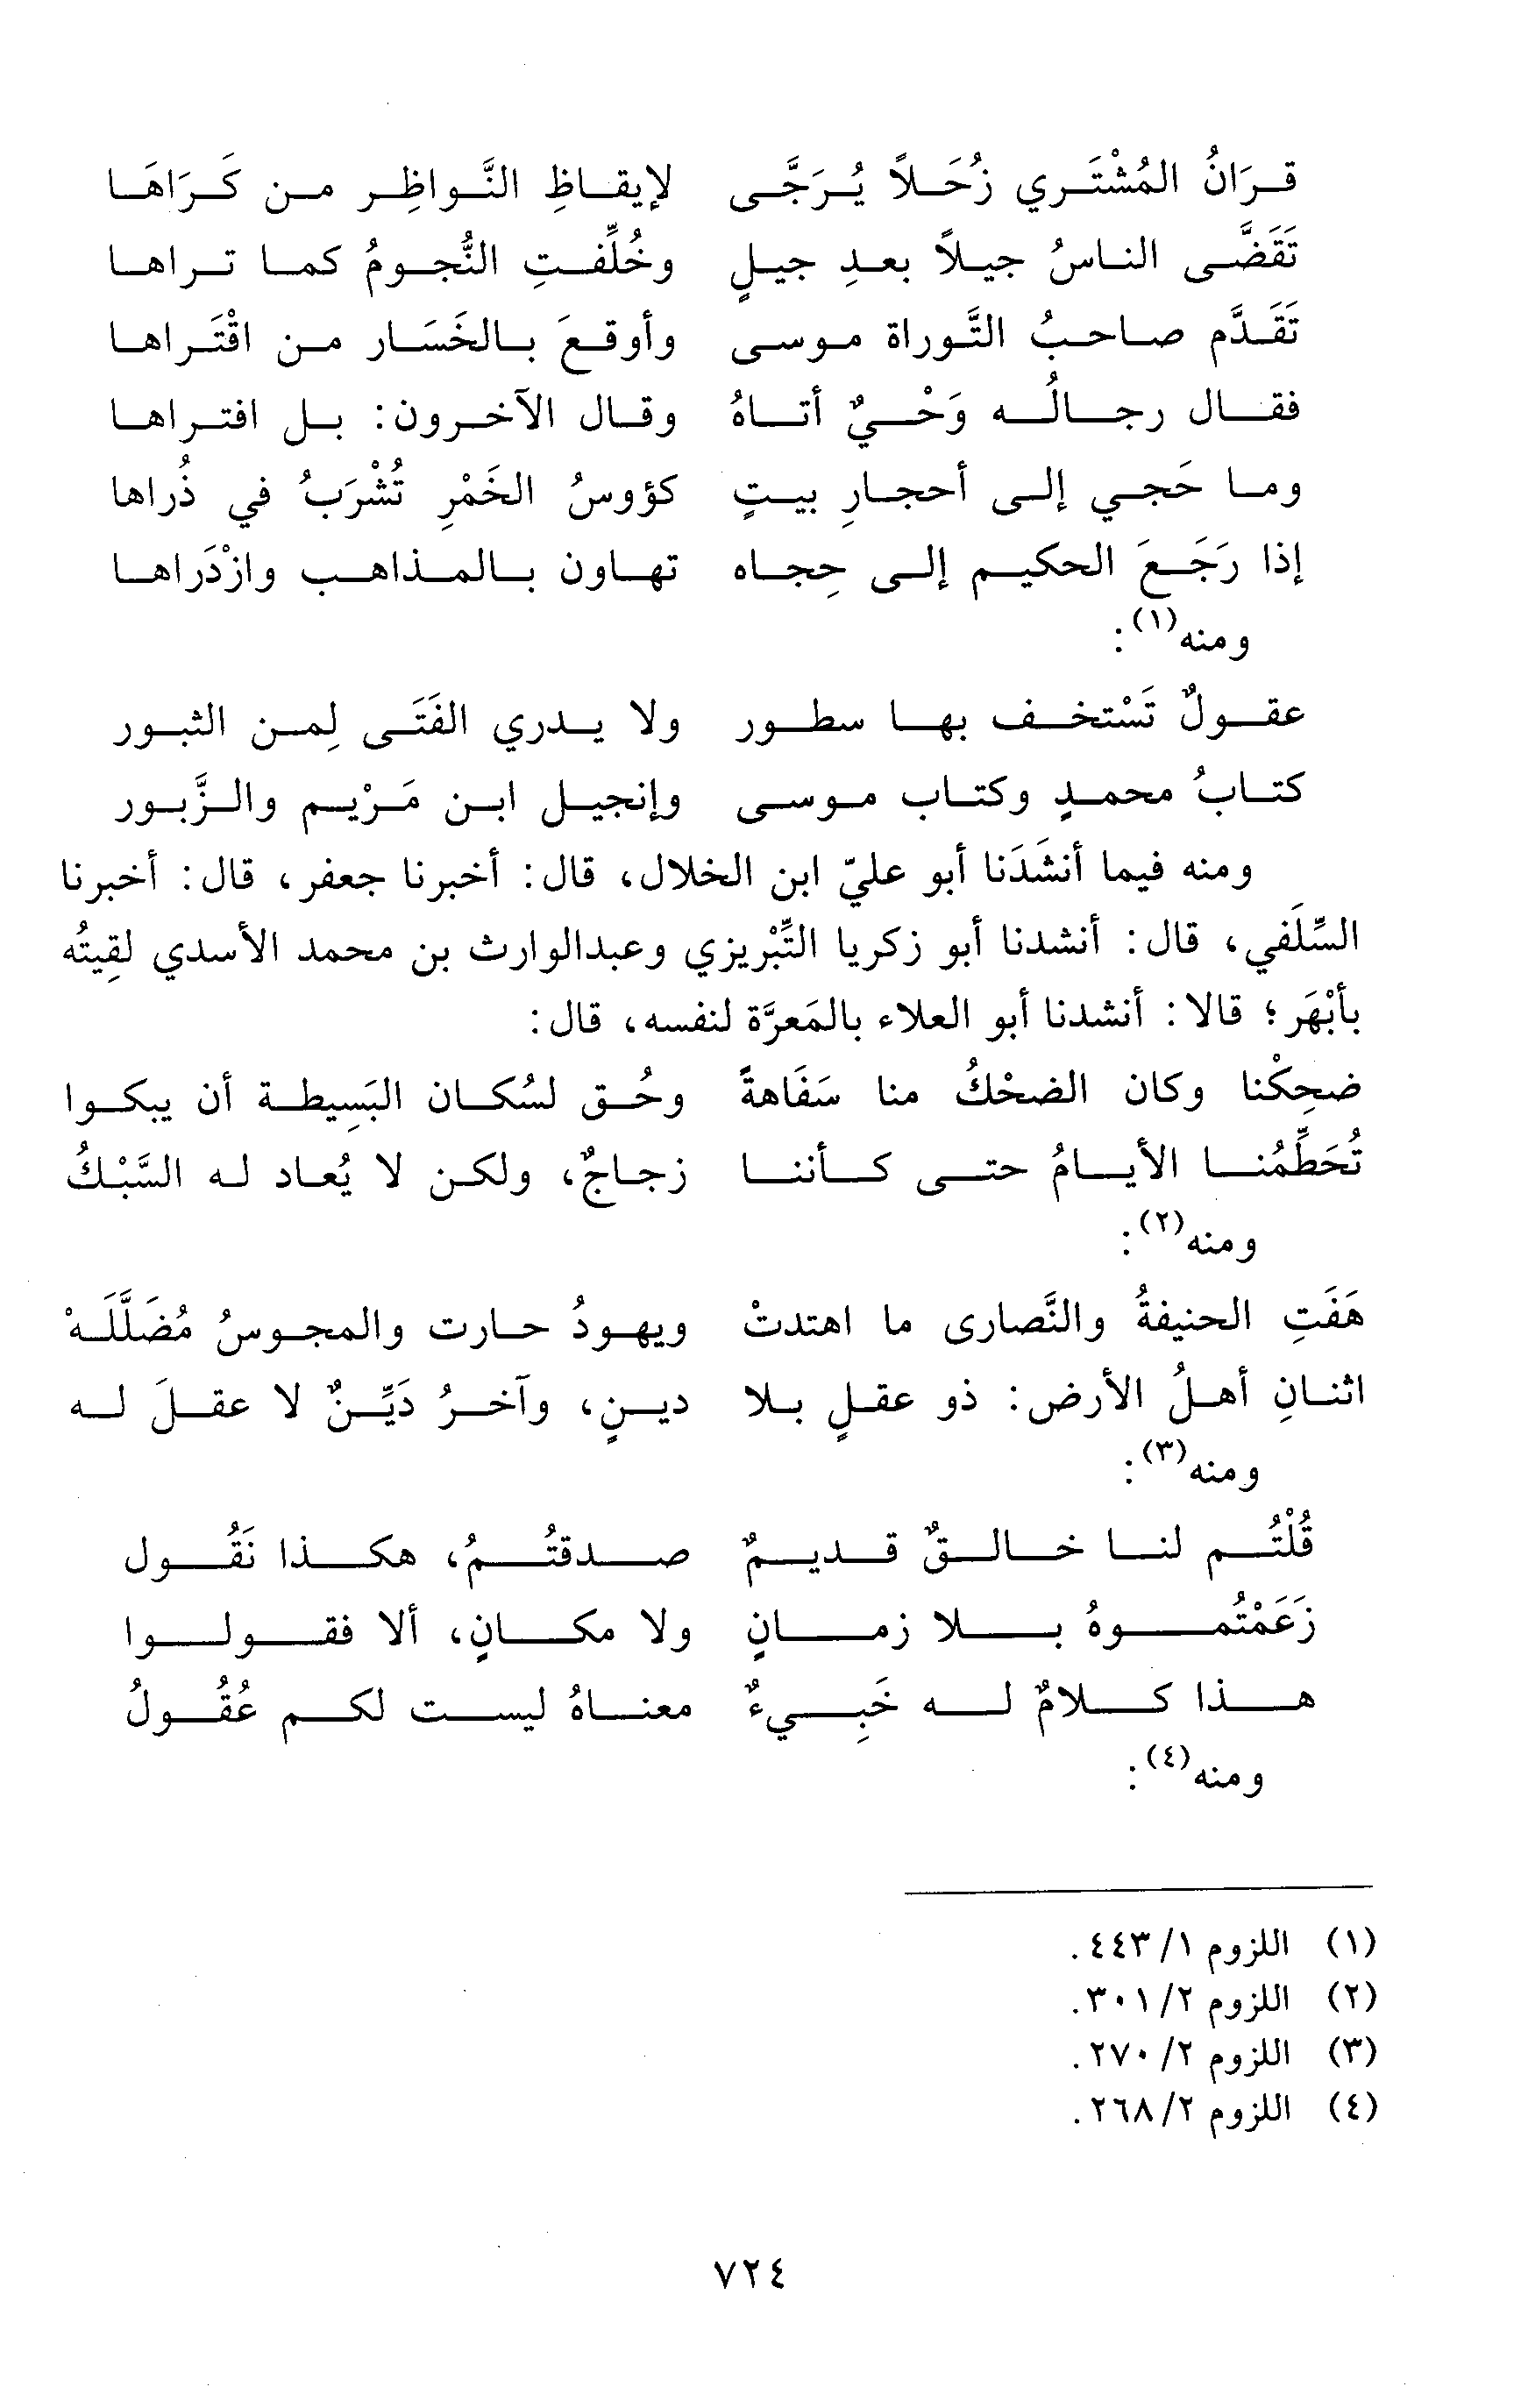 قرَانُ المُشْتَري زُحَلاً يُرَجَّى لإيقاظِ النَّواظِر من كَرَاهَا
تَقَضَّى الناسُ جيلاً بعدِ جيلٍ وخُلِّفتِ النُّجومُ كما تراها
تَقَدَّم صاحبُ التَّوراة موسى وأوقعَ بالخَسَار من اقْتَراها
فقال رجالُه وَحْيٌ أتاهُ وقال الآخرون: بل افتراها
وما حَجي إلى أحجارِ بيتٍ كؤوسُ الخَمْرِ تُشْرَبُ في ذُراها
إذا رَجَعَ الحكيم إلى حِجاه تهاون بالمذاهب وازْدَراها
ومنه(١):
عقولٌ تَسْتخف بها سطور ولا يدري الفَتَى لِمن الثبور
كتابُ محمدٍ وكتاب موسى وإنجيل ابن مَرْيم والزَّبور
ومنه فيما أنشَدَنا أبو عليّ ابن الخلال، قال: أخبرنا جعفر، قال: أخبرنا
السِّلَفي، قال: أنشدنا أبو زكريا التِّبْريزي وعبدالوارث بن محمد الأسدي لقِيتُه
بأبْهَر؛ قالا: أنشدنا أبو العلاء بالمَعرَّة لنفسه، قال:
ضحِكْنا وكان الضحْكُ منا سَفَاهةً وحُق لسُكان البَسِيطة أن يبكوا
تُحَطِّمُنا الأيامُ حتى كأننا زجاجٌ، ولكن لا يُعاد له السَّبْكُ
ومنه(٢):
هَفَتِ الحنيفةُ والنَّصارى ما اهتدتْ ويهودُ حارت والمجوسُ مُضَلَّلَهْ
اثنانِ أهلُ الأرض: ذو عقلٍ بلا دينٍ، وآخرُ دَيِّنٌ لا عقلَ له
ومنه(٣):
قُلْتُم لنا خالقٌ قديمٌ صدقتُمُ، هكذا نَقُول
زَعَمْتُموهُ بلا زمانٍ ولا مكانٍ، ألا فقولوا
هذا كلامٌ له خَبِيءٌ معناهُ ليست لكم عُقُولُ
ومنه(٤):
(١) اللزوم ١/ ٤٤٣.
(٢) اللزوم ٢/ ٣٠١.
(٣) اللزوم ٢/ ٢٧٠.
(٤) اللزوم ٢/ ٢٦٨.
٧٢٤